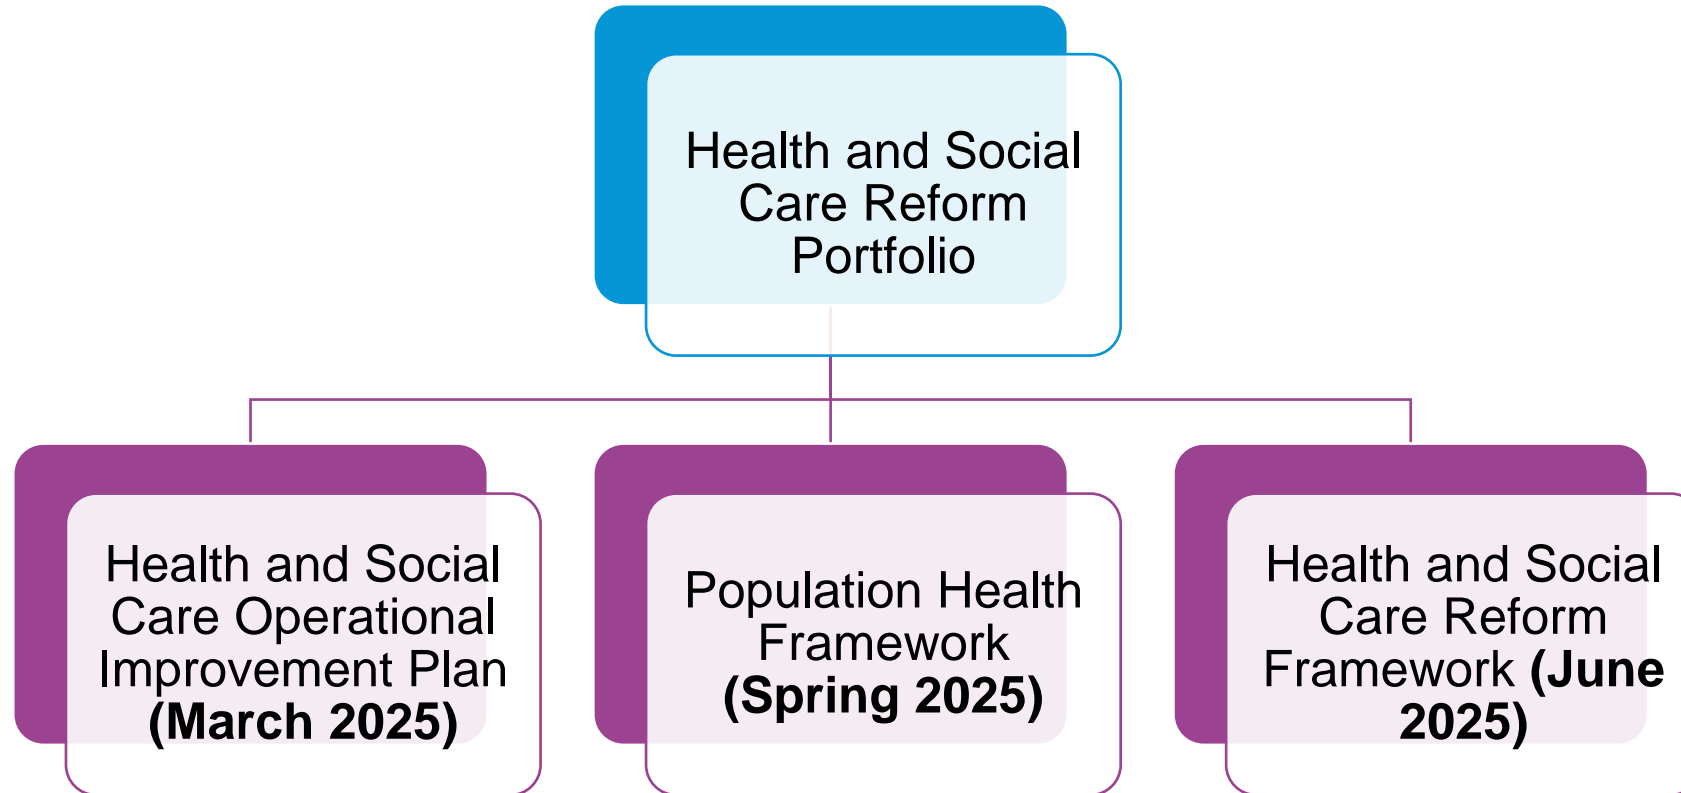 Health and Social
Care Reform
Portfolio
Health and Social
Care Operational
Improvement Plan
(March 2025)
Population Health
Framework
(Spring 2025)
Health and Social
Care Reform
Framework (June
2025)